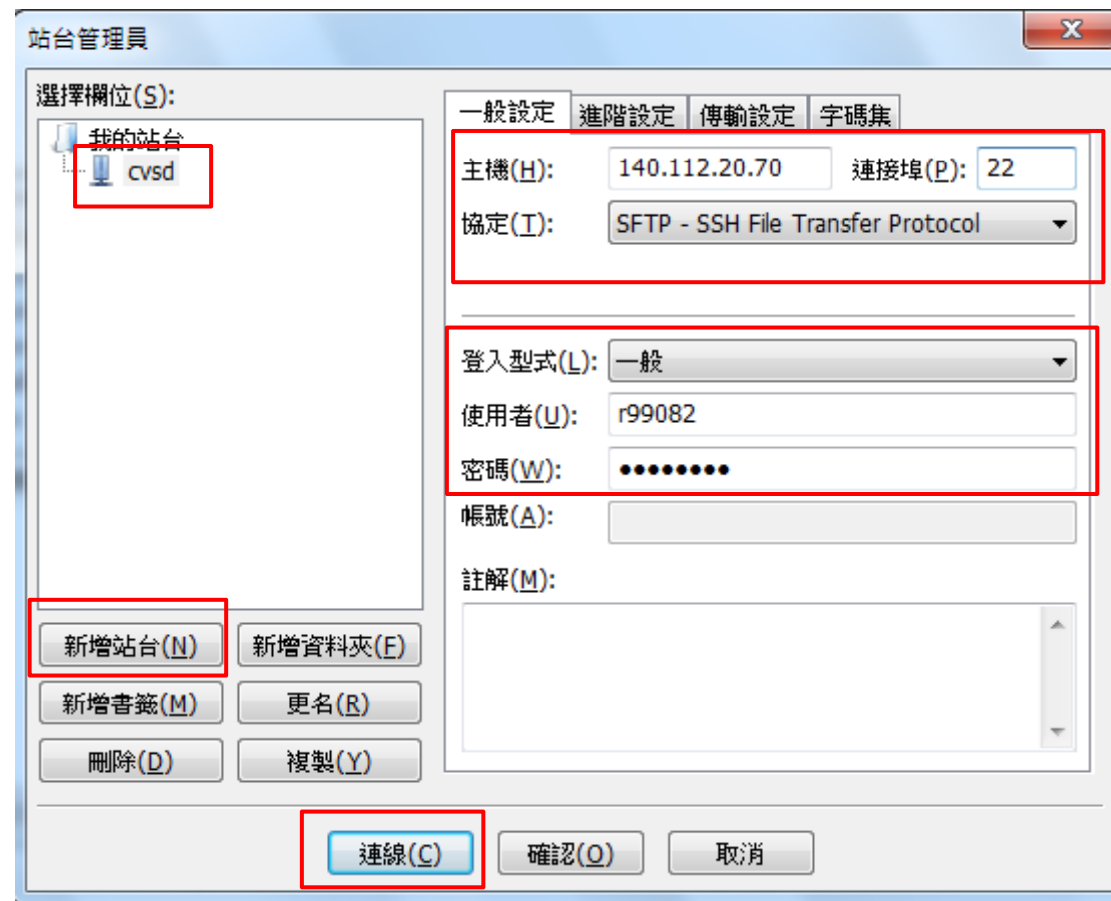 站台管理員
選擇欄位(S):
我的站台
cvsd
新增站台(N) 新增資料夾(F)
新增書籤(M) 更名(R)
刪除(D) 複製(Y)
一般設定 進階設定 傳輸設定 字碼集
主機(H): 140.112.20.70 連接埠(P): 22
協定(T): SFTP - SSH File Transfer Protocol
登入型式(L): 一般
使用者(U): r99082
密碼(W): ●●●●●●●●
帳號(A):
註解(M):
連線(C) 確認(O) 取消